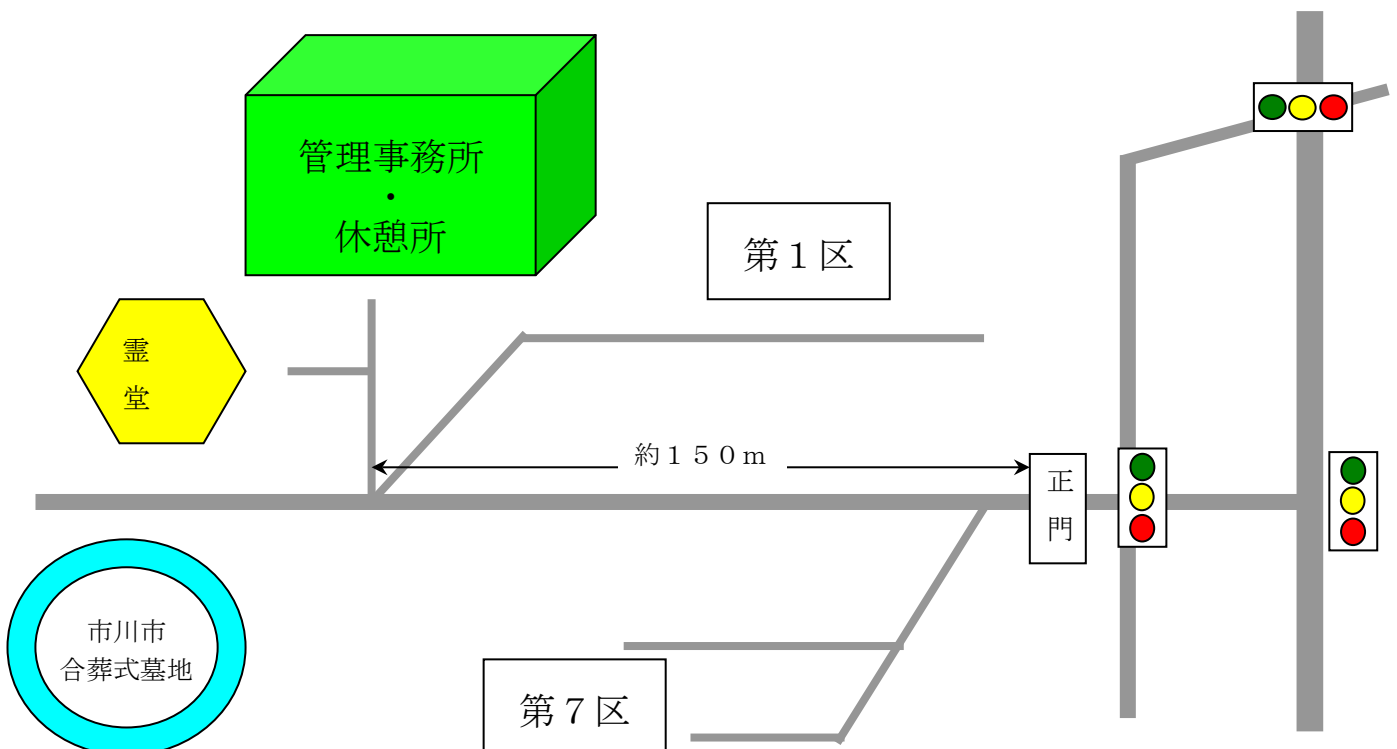 管理事務所
・
休憩所
第１区
霊
堂
約１５０ｍ
正
門
市川市
合葬式墓地
第７区